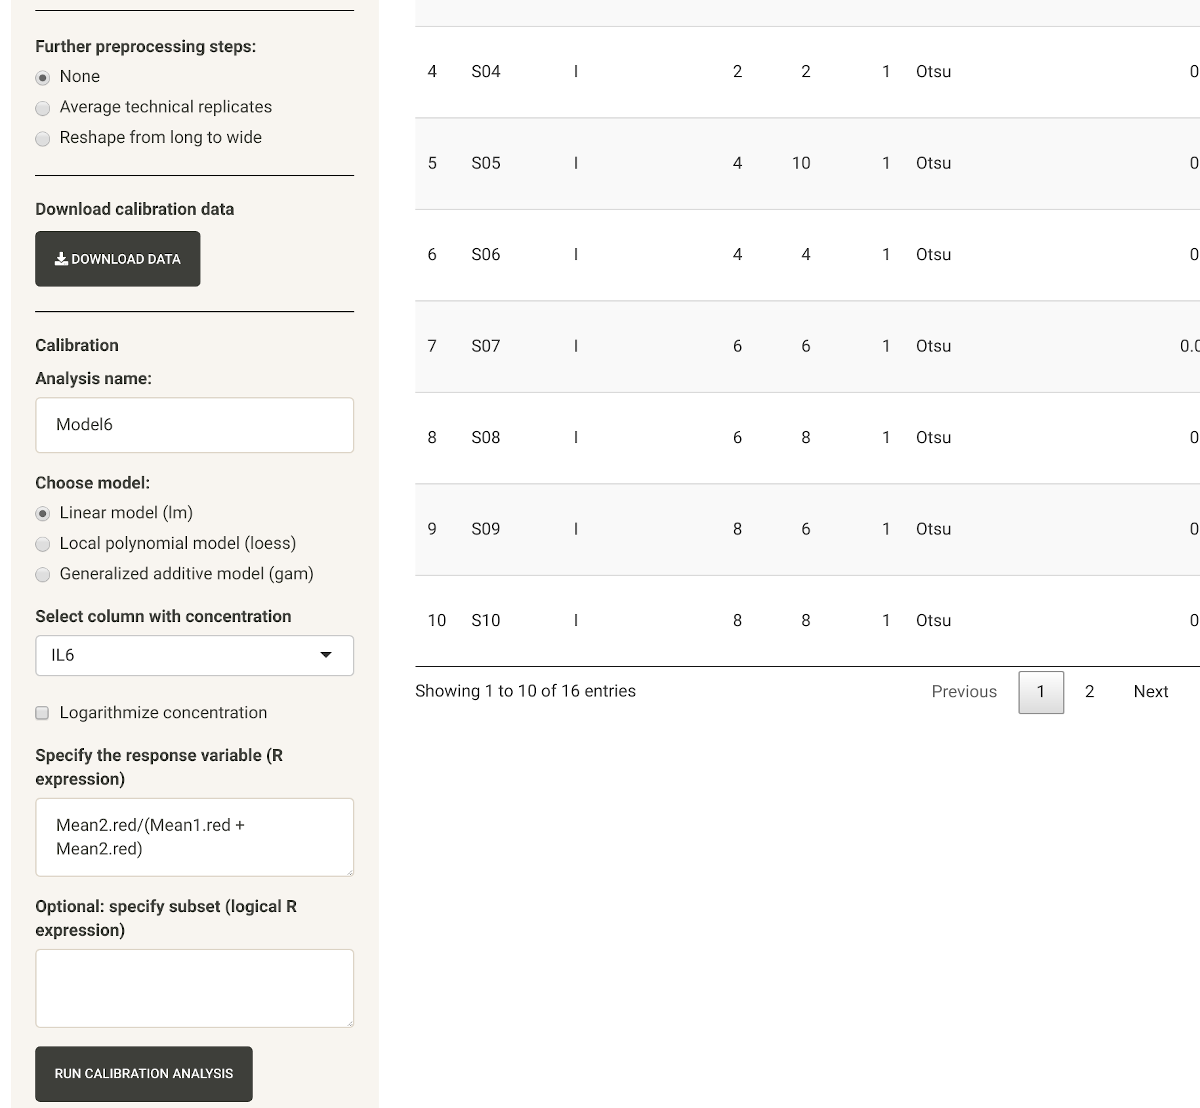 Further preprocessing steps:
None
Average technical replicates
Reshape from long to wide
Download calibration data
DOWNLOAD DATA
Calibration
Analysis name:
Model6
Choose model:
Linear model (lm)
Local polynomial model (loess)
Generalized additive model (gam)
Select column with concentration
IL6
Logarithmize concentration
Specify the response variable (R
expression)
Mean2.red/(Mean1.red +
Mean2.red)
Optional: specify subset (logical R
expression)
RUN CALIBRATION ANALYSIS
4 S04 I 2 2 1 Otsu 0
5 S05 I 4 10 1 Otsu 0
6 S06 I 4 4 1 Otsu 0
7 S07 I 6 6 1 Otsu 0.0
8 S08 I 6 8 1 Otsu 0
9 S09 I 8 6 1 Otsu 0
10 S10 I 8 8 1 Otsu 0
Showing 1 to 10 of 16 entries
Previous 1 2 Next